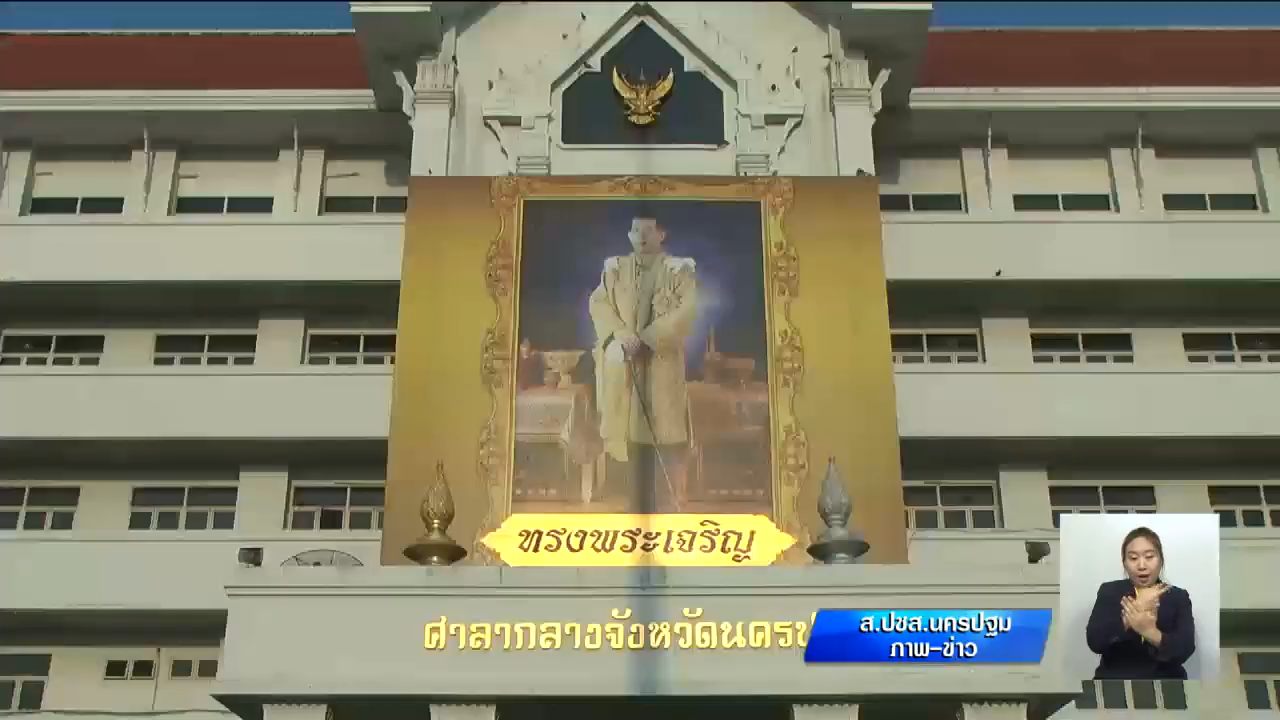 ทรงพระเจริญ
ศาลากลางจังหวัดนครป
ส.ปชส.นครปฐม
ภาพ-ข่าว